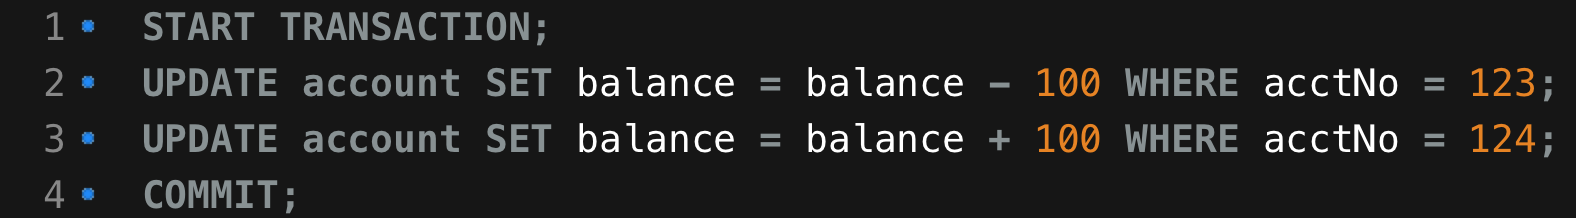 1 START TRANSACTION;
2 UPDATE account SET balance = balance - 100 WHERE acctNo = 123;
3 UPDATE account SET balance = balance + 100 WHERE acctNo = 124;
4 COMMIT;